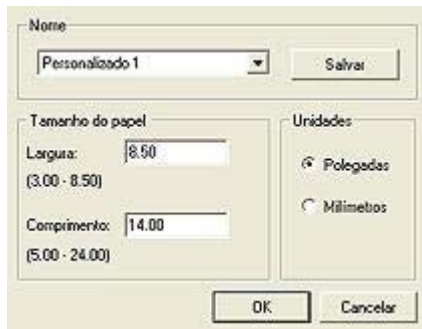 Nome
Personalizado 1
Salvar
Tamanho do papel
Largura: 8.50
(3.00 - 8.50)
Comprimento: 14.00
(5.00 - 24.00)
Unidades
Polegadas
Milímetros
OK
Cancelar